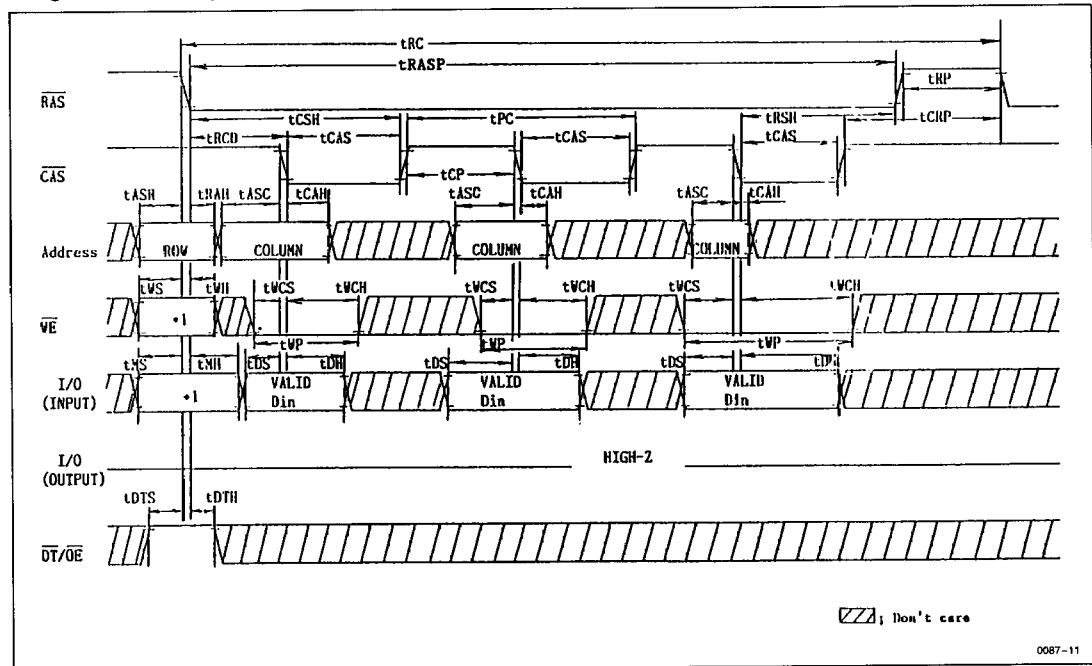 tRC
tRASP
RAS
tRP
tCSH
tPC
tRSH
tCRP
tRCD
tCAS
tCAS
tCAS
CAS
tCP
tASR
tRAH
tASC
tCAH
tASC
tCAH
tASC
tCAH
Address
ROW
COLUMN
COLUMN
COLUMN
tWS
tWH
tWCS
tWCH
tWCS
tWCH
tWCS
tWCH
WE
*1
tWP
tWP
tWP
tMS
tMH
tDS
tDH
tDS
tDH
tDS
I/O
(INPUT)
*1
VALID
Din
VALID
Din
VALID
Din
I/O
(OUTPUT)
HIGH-Z
tDTS
tDTH
DT/OE
; Don't care
0087-11